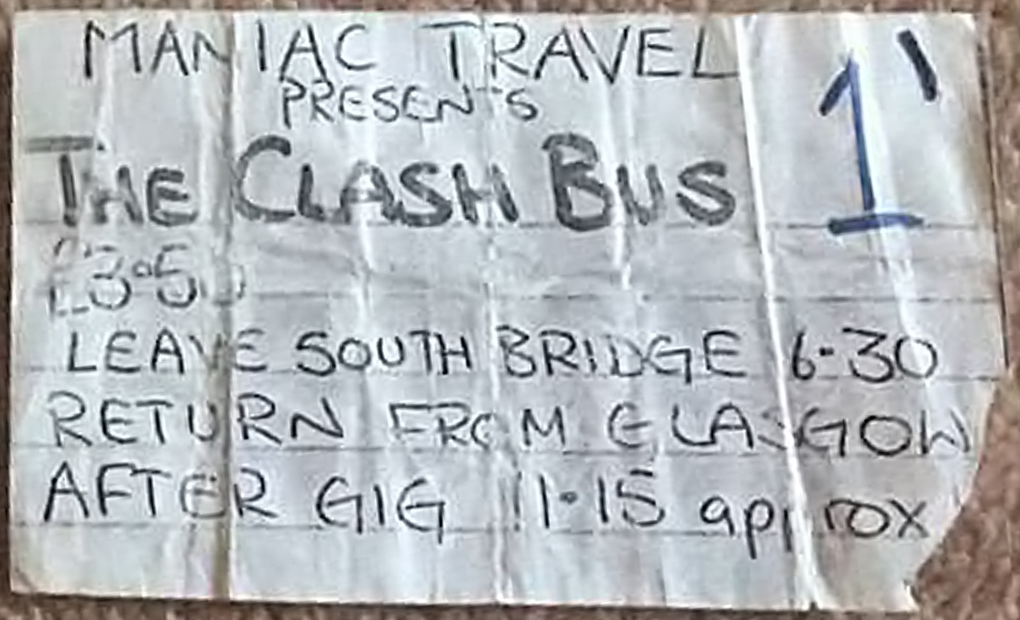 MANIAC TRAVEL
PRESENTS
THE CLASH BUS
1'
£3·50
LEAVE SOUTH BRIDGE 6·30
RETURN FROM GLASGOW
AFTER GIG 11·15 approx